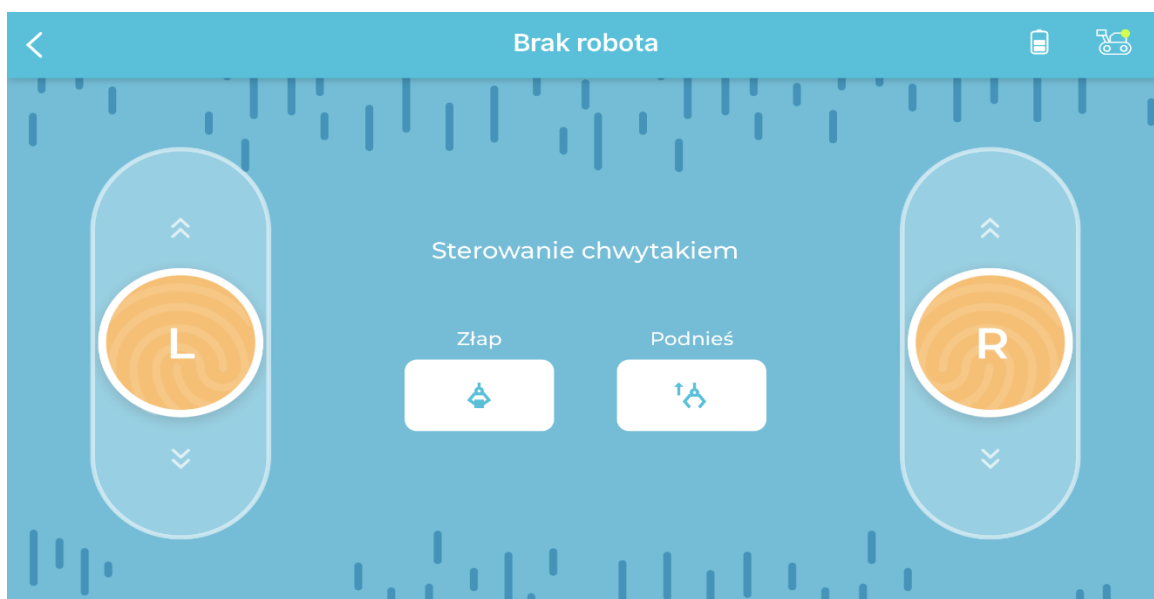 Brak robota
Sterowanie chwytakiem
Złap
Podnieś
L
R